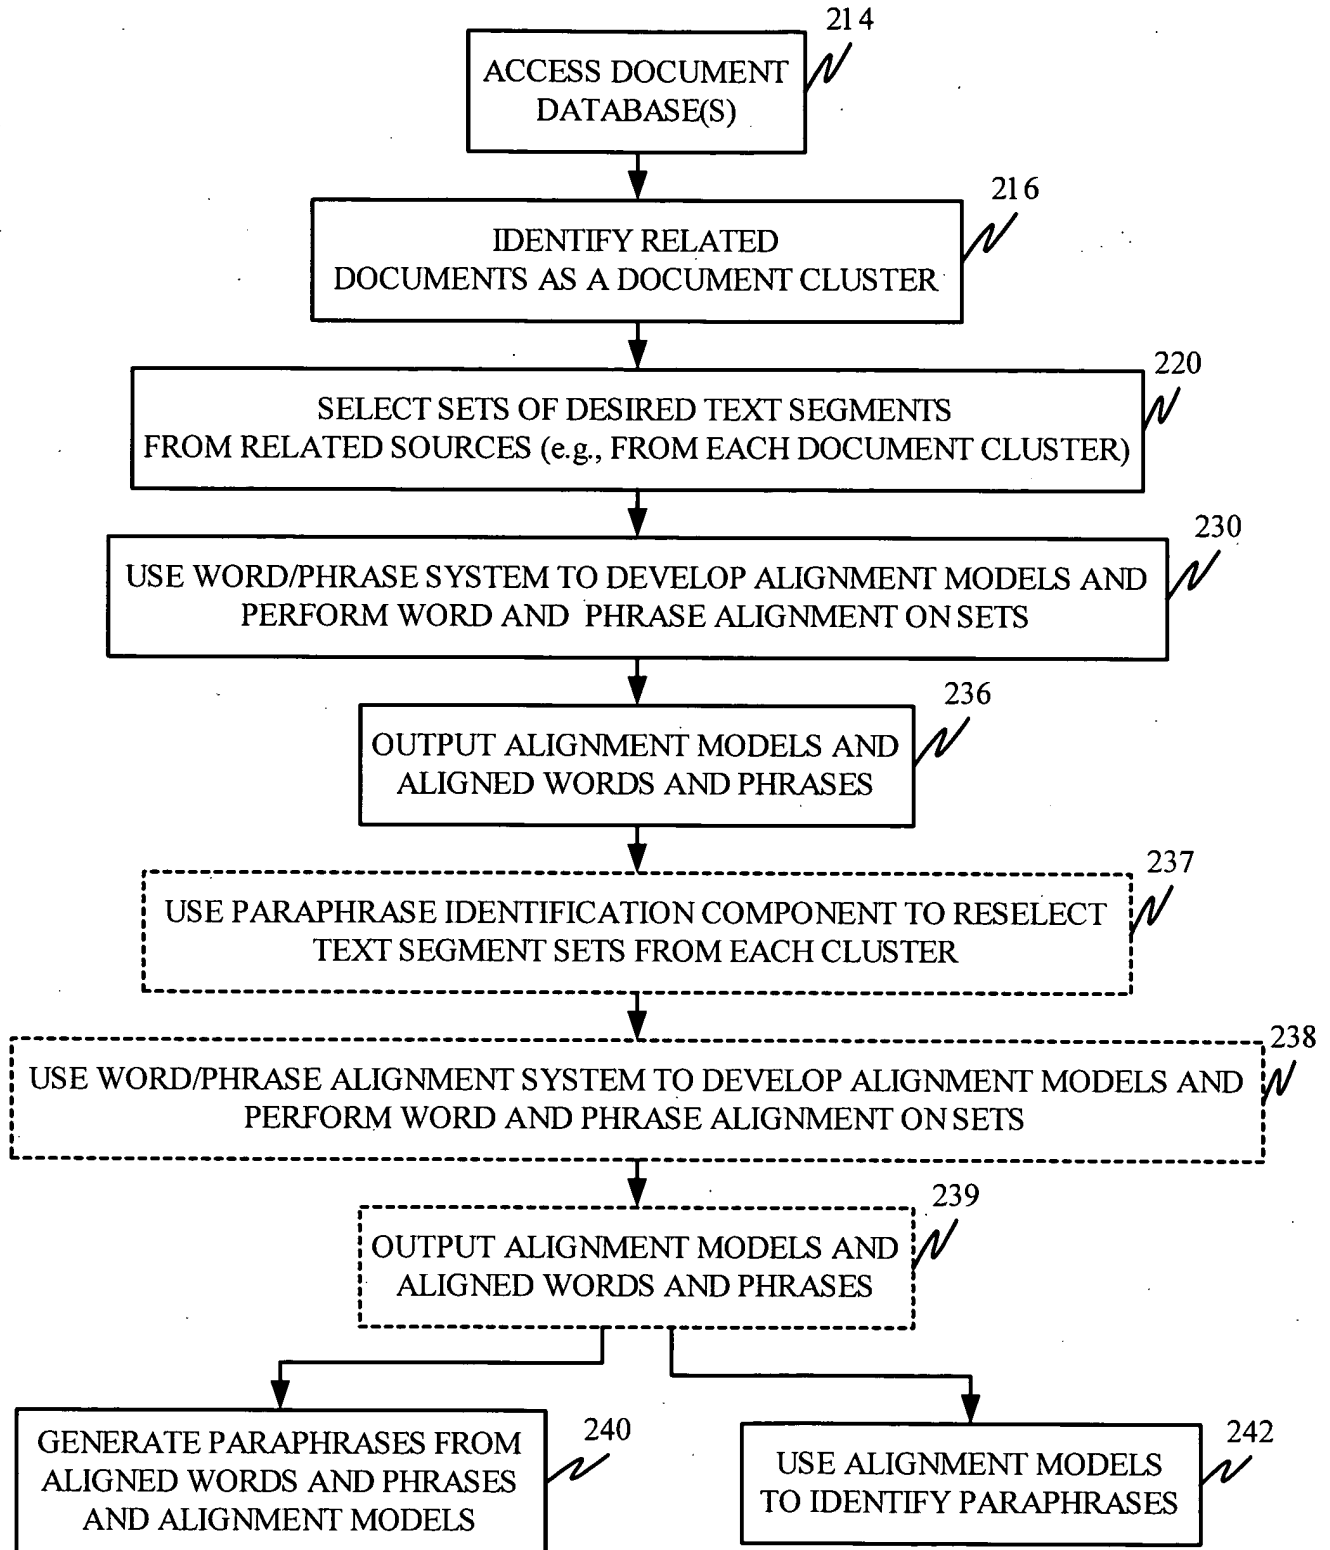 214
ACCESS DOCUMENT
DATABASE(S)
216
IDENTIFY RELATED
DOCUMENTS AS A DOCUMENT CLUSTER
220
SELECT SETS OF DESIRED TEXT SEGMENTS
FROM RELATED SOURCES (e.g., FROM EACH DOCUMENT CLUSTER)
230
USE WORD/PHRASE SYSTEM TO DEVELOP ALIGNMENT MODELS AND
PERFORM WORD AND PHRASE ALIGNMENT ON SETS
236
OUTPUT ALIGNMENT MODELS AND
ALIGNED WORDS AND PHRASES
237
USE PARAPHRASE IDENTIFICATION COMPONENT TO RESELECT
TEXT SEGMENT SETS FROM EACH CLUSTER
238
USE WORD/PHRASE ALIGNMENT SYSTEM TO DEVELOP ALIGNMENT MODELS AND
PERFORM WORD AND PHRASE ALIGNMENT ON SETS
239
OUTPUT ALIGNMENT MODELS AND
ALIGNED WORDS AND PHRASES
240
GENERATE PARAPHRASES FROM
ALIGNED WORDS AND PHRASES
AND ALIGNMENT MODELS
242
USE ALIGNMENT MODELS
TO IDENTIFY PARAPHRASES